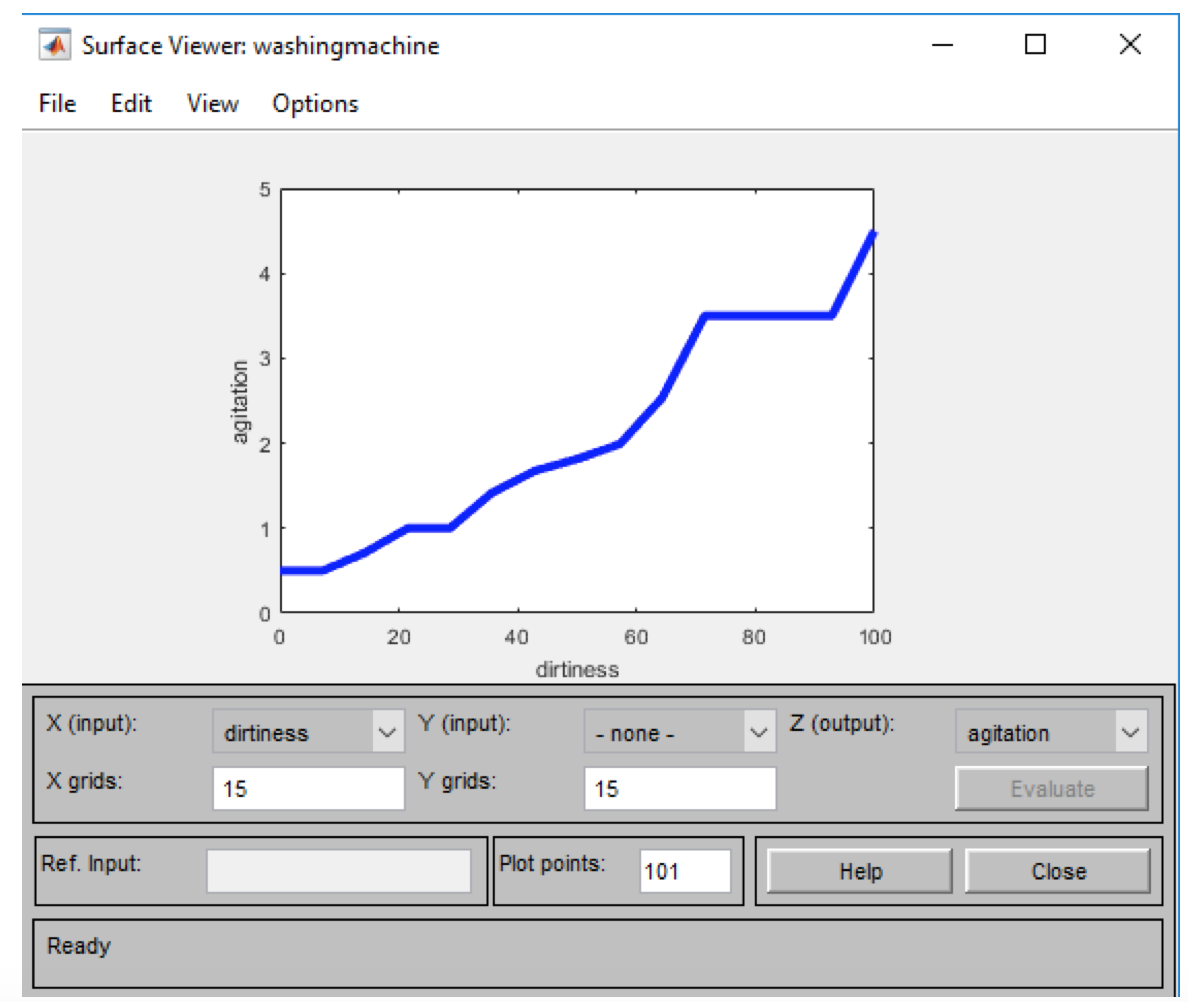 Surface Viewer: washingmachine
File Edit View Options
5
4
3
2
1
0
agitation
0 20 40 60 80 100
dirtiness
X (input): dirtiness Y (input): - none - Z (output): agitation
X grids: 15 Y grids: 15 Evaluate
Ref. Input: Plot points: 101 Help Close
Ready